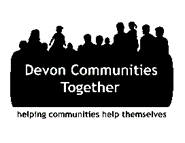 Devon Communities
Together
helping communities help themselves